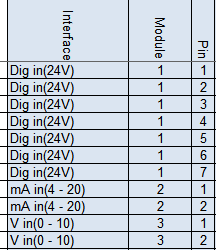 Interface Module Pin
Dig in(24V) 1 1
Dig in(24V) 1 2
Dig in(24V) 1 3
Dig in(24V) 1 4
Dig in(24V) 1 5
Dig in(24V) 1 6
Dig in(24V) 1 7
mA in(4 - 20) 2 1
mA in(4 - 20) 2 2
V in(0 - 10) 3 1
V in(0 - 10) 3 2